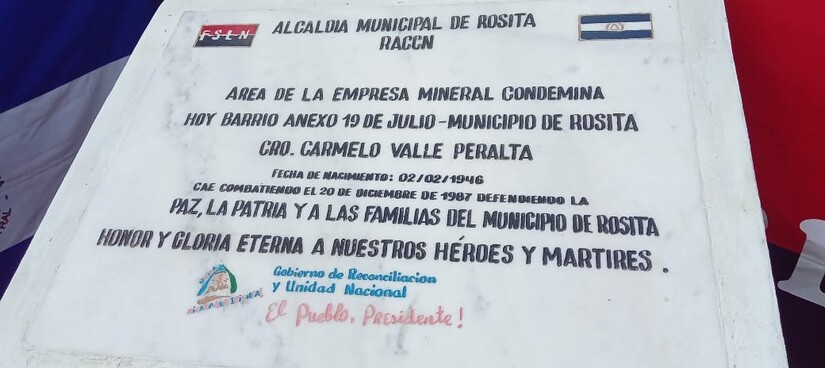 FSLN
ALCALDIA MUNICIPAL DE ROSITA
RACCN
AREA DE LA EMPRESA MINERAL CONDEMINA
HOY BARRIO ANEXO 19 DE JULIO - MUNICIPIO DE ROSITA
CRO. CARMELO VALLE PERALTA
FECHA DE NACIMIENTO: 02/02/1946
CAE COMBATIENDO EL 20 DE DICIEMBRE DE 1987 DEFENDIENDO LA
PAZ, LA PATRIA Y A LAS FAMILIAS DEL MUNICIPIO DE ROSITA
HONOR Y GLORIA ETERNA A NUESTROS HÉROES Y MARTIRES .
Gobierno de Reconciliacion
y Unidad Nacional
El Pueblo, Presidente!